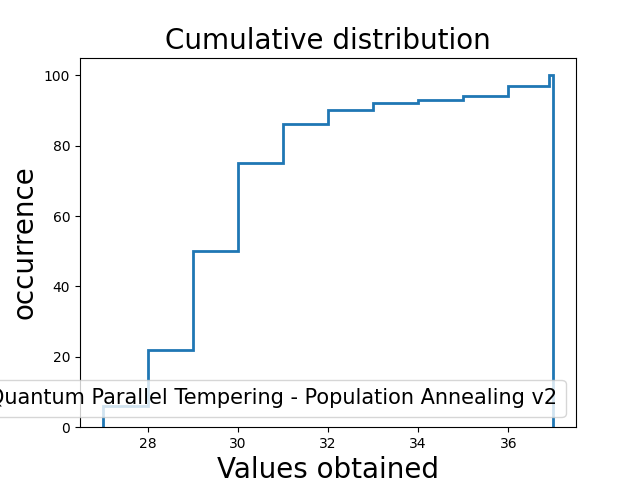 Cumulative distribution
100
80
60
40
20
0
occurrence
Quantum Parallel Tempering - Population Annealing v2
28 30 32 34 36
Values obtained